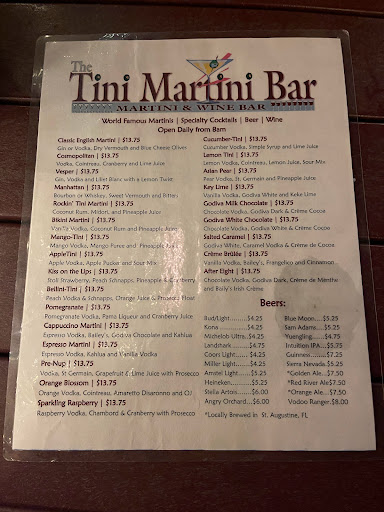 The
Tini Martini Bar
MARTINI & WINE BAR
World Famous Martinis | Specialty Cocktails | Beer | Wine
Open Daily from 8am
Classic English Martini | $13.75
Gin or Vodka, Dry Vermouth and Blue Cheese Olives
Cosmopolitan | $13.75
Vodka, Cointreau, Cranberry and Lime Juice
Vesper | $13.75
Gin, Vodka and Lillet Blanc with a Lemon Twist
Manhattan | $13.75
Bourbon or Whiskey, Sweet Vermouth and Bitters
Rockin' Tini Martini | $13.75
Coconut Rum, Midori, and Pineapple Juice
Bikini Martini | $13.75
Vanilla Vodka, Coconut Rum and Pineapple Juice
Mango-Tini | $13.75
Mango Vodka, Mango Puree and Pineapple Juice
AppleTini | $13.75
Apple Vodka, Apple Pucker and Sour Mix
Kiss on the Lips | $13.75
Stoli Strawberry, Peach Schnapps, Pineapple & Cranberry
Bellini-Tini | $13.75
Peach Vodka & Schnapps, Orange Juice & Prosecco Float
Pomegranate | $13.75
Pomegranate Vodka, Pama Liqueur and Cranberry Juice
Cappuccino Martini | $13.75
Espresso Vodka, Bailey's, Godiva Chocolate and Kahlua
Espresso Martini | $13.75
Espresso Vodka, Kahlua and Vanilla Vodka
Pre-Nup | $13.75
Vodka, St Germain, Grapefruit & Lime Juice with Prosecco
Orange Blossom | $13.75
Orange Vodka, Cointreau, Amaretto Disaronno and OJ
Sparkling Raspberry | $13.75
Raspberry Vodka, Chambord & Cranberry with Prosecco
Cucumber-Tini | $13.75
Cucumber Vodka, Simple Syrup and Lime Juice
Lemon Tini | $13.75
Lemon Vodka, Cointreau, Lemon Juice, Sour Mix
Asian Pear | $13.75
Pear Vodka, St. Germain and Pineapple Juice
Key Lime | $13.75
Vanilla Vodka, Godiva White and Keke Lime
Godiva Milk Chocolate | $13.75
Chocolate Vodka, Godiva Dark & Crème Cocoa
Godiva White Chocolate | $13.75
Chocolate Vodka, Godiva White & Crème Cocoa
Salted Caramel | $13.75
Godiva White, Caramel Vodka & Crème de Cocoa
Crème Brûlée | $13.75
Vanilla Vodka, Bailey's, Frangelico and Cinnamon
After Eight | $13.75
Chocolate Vodka, Godiva Dark, Crème de Menthe
and Baily's Irish Crème
Beers:
Bud/Light..........$4.25
Kona.................$4.25
Michelob Ultra..$4.25
Landmark..........$4.75
Coors Light.......$4.25
Miller Light.......$4.25
Amstel Light.....$5.25
Heineken...........$5.25
Stella Artois......$6.00
Angry Orchard...$6.00
Blue Moon.....$5.25
Sam Adams....$5.25
Yuengling.......$4.75
Intuition IPA...$5.75
Guinness........$7.25
Sierra Nevada $5.25
*Golden Ale...$7.50
*Red River Ale $7.50
*Orange Ale...$7.50
Vodoo Ranger.$8.00
*Locally Brewed in St. Augustine, FL